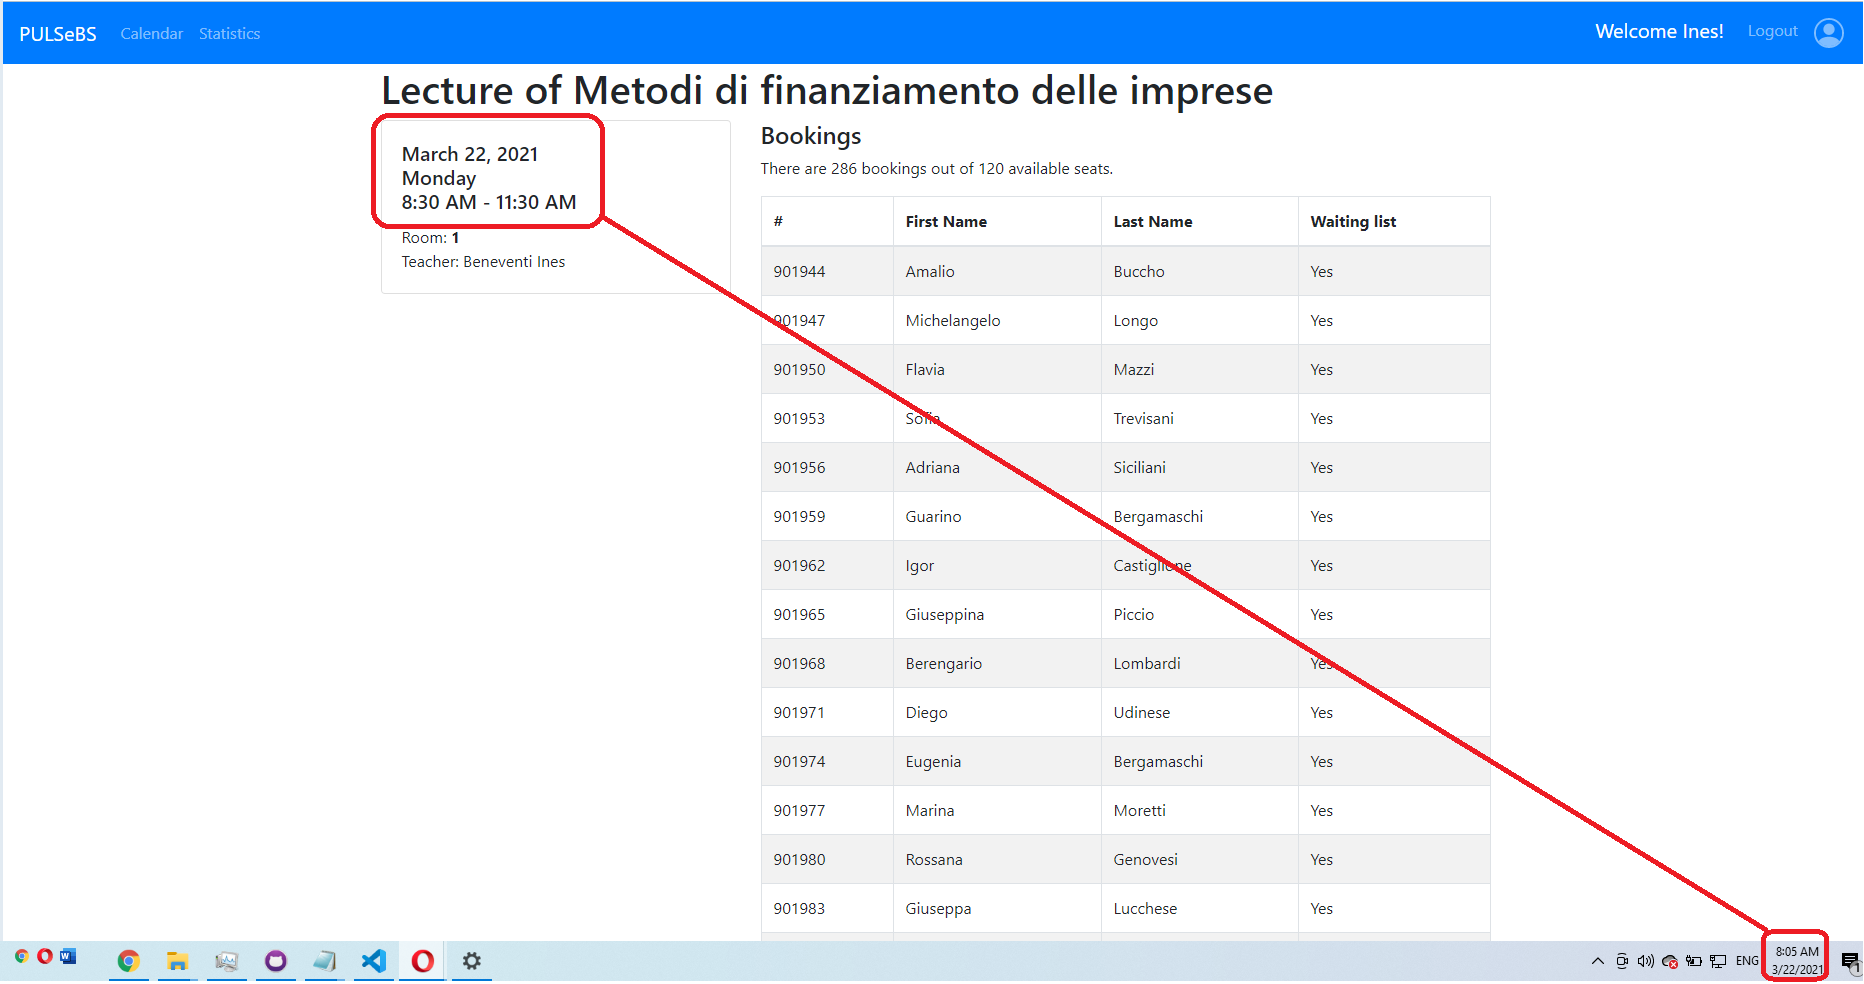 PULSeBS Calendar Statistics Welcome Ines! Logout
Lecture of Metodi di finanziamento delle imprese
March 22, 2021
Monday
8:30 AM - 11:30 AM
Room: 1
Teacher: Beneventi Ines
Bookings
There are 286 bookings out of 120 available seats.
# First Name Last Name Waiting list
901944 Amalio Buccho Yes
901947 Michelangelo Longo Yes
901950 Flavia Mazzi Yes
901953 Sofia Trevisani Yes
901956 Adriana Siciliani Yes
901959 Guarino Bergamaschi Yes
901962 Igor Castiglione Yes
901965 Giuseppina Piccio Yes
901968 Berengario Lombardi Yes
901971 Diego Udinese Yes
901974 Eugenia Bergamaschi Yes
901977 Marina Moretti Yes
901980 Rossana Genovesi Yes
901983 Giuseppa Lucchese Yes
ENG
8:05 AM
3/22/2021
1